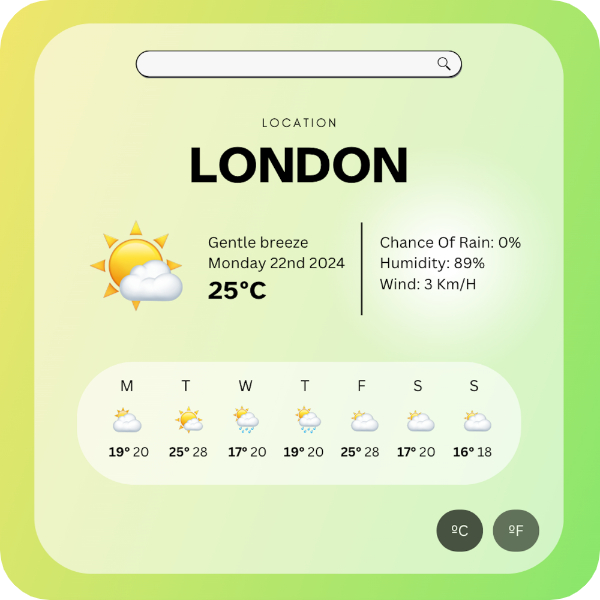 LOCATION
LONDON
Gentle breeze
Monday 22nd 2024
25°C
Chance Of Rain: 0%
Humidity: 89%
Wind: 3 Km/H
M T W T F S S
19° 20 25° 28 17° 20 19° 20 25° 28 17° 20 16° 18
ºC ºF